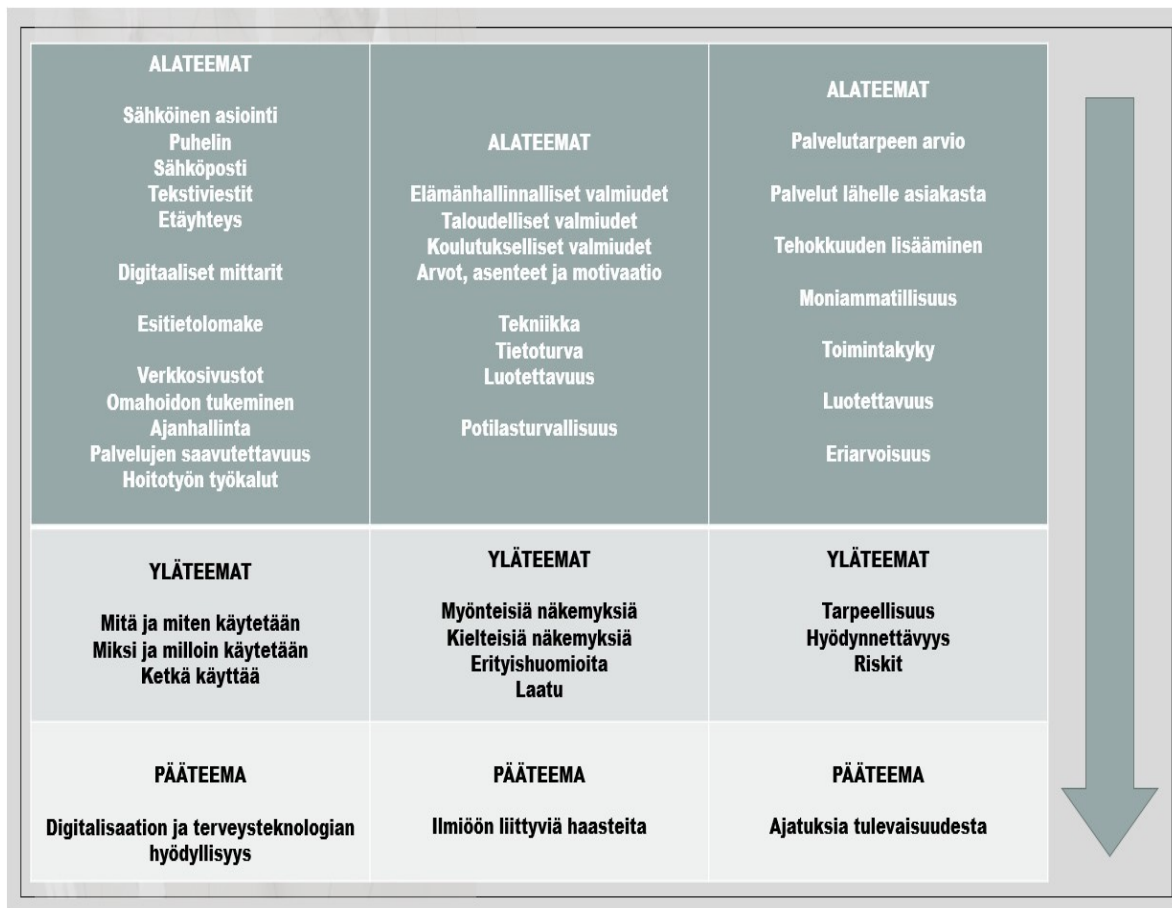 ALATEEMAT
Sähköinen asiointi
Puhelin
Sähköposti
Tekstiviestit
Etäyhteys
Digitaaliset mittarit
Esitietolomake
Verkkosivustot
Omahoidon tukeminen
Ajanhallinta
Palvelujen saavutettavuus
Hoitotyön työkalut
ALATEEMAT
Elämänhallinnalliset valmiudet
Taloudelliset valmiudet
Koulutukselliset valmiudet
Arvot, asenteet ja motivaatio
Tekniikka
Tietoturva
Luotettavuus
Potilasturvallisuus
ALATEEMAT
Palvelutarpeen arvio
Palvelut lähelle asiakasta
Tehokkuuden lisääminen
Moniammatillisuus
Toimintakyky
Luotettavuus
Eriarvoisuus
YLÄTEEMAT
Mitä ja miten käytetään
Miksi ja milloin käytetään
Ketkä käyttää
YLÄTEEMAT
Myönteisiä näkemyksiä
Kielteisiä näkemyksiä
Erityishuomioita
Laatu
YLÄTEEMAT
Tarpeellisuus
Hyödynnettävyys
Riskit
PÄÄTEEMA
Digitalisaation ja terveysteknologian
hyödyllisyys
PÄÄTEEMA
Ilmiöön liittyviä haasteita
PÄÄTEEMA
Ajatuksia tulevaisuudesta